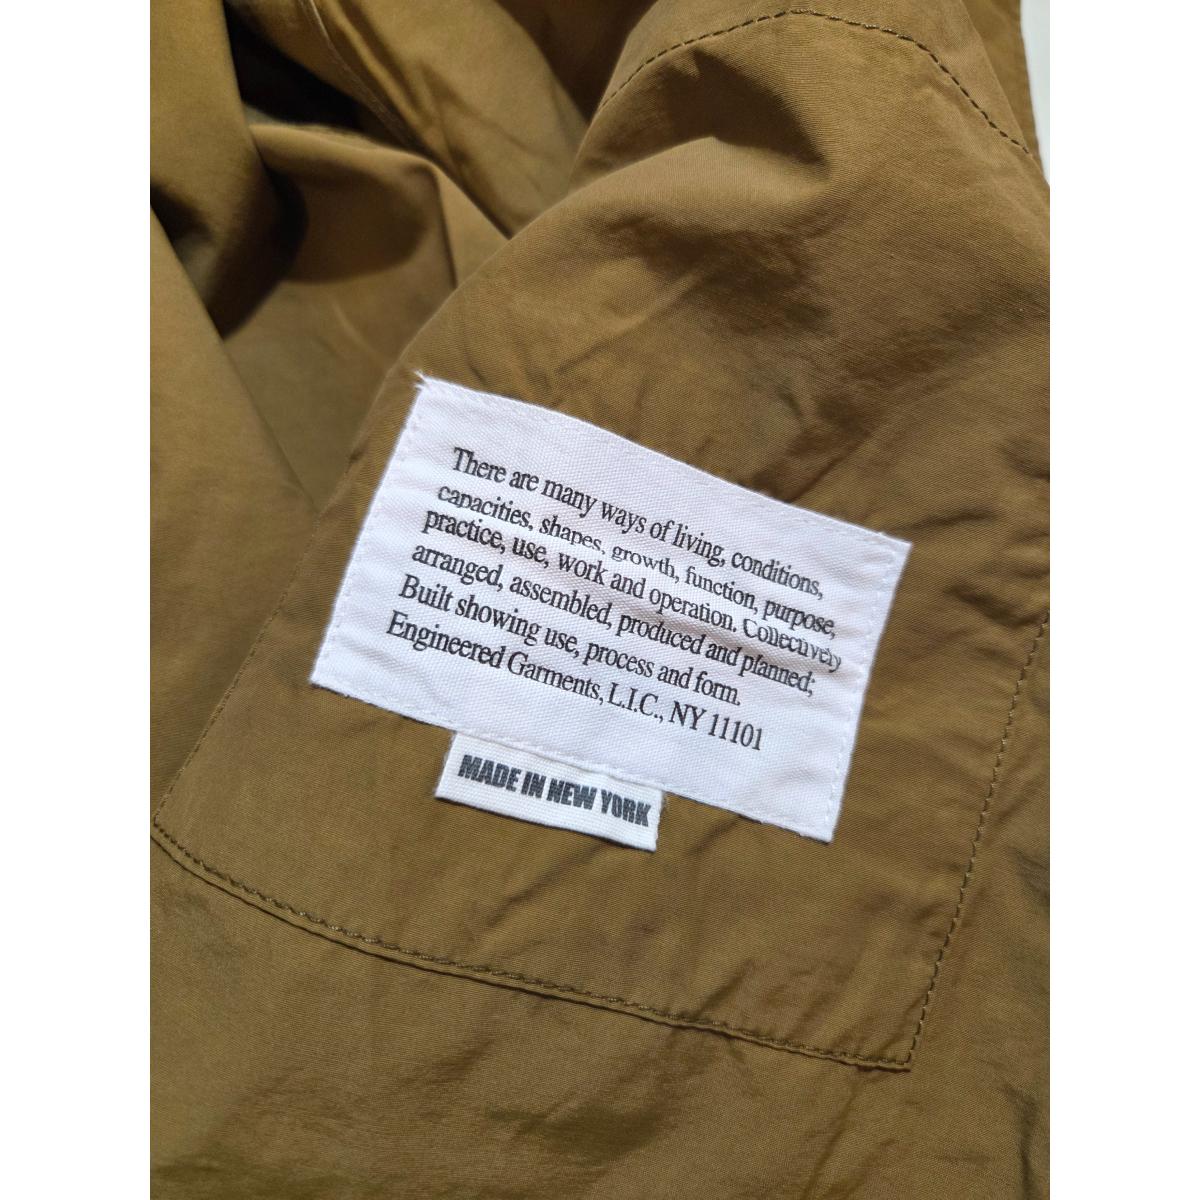 There are many ways of living, conditions,
capacities, shapes, growth, function, purpose,
practice, use, work and operation. Collectively
arranged, assembled, produced and planned;
Built showing use, process and form.
Engineered Garments, L.I.C., NY 11101
MADE IN NEW YORK